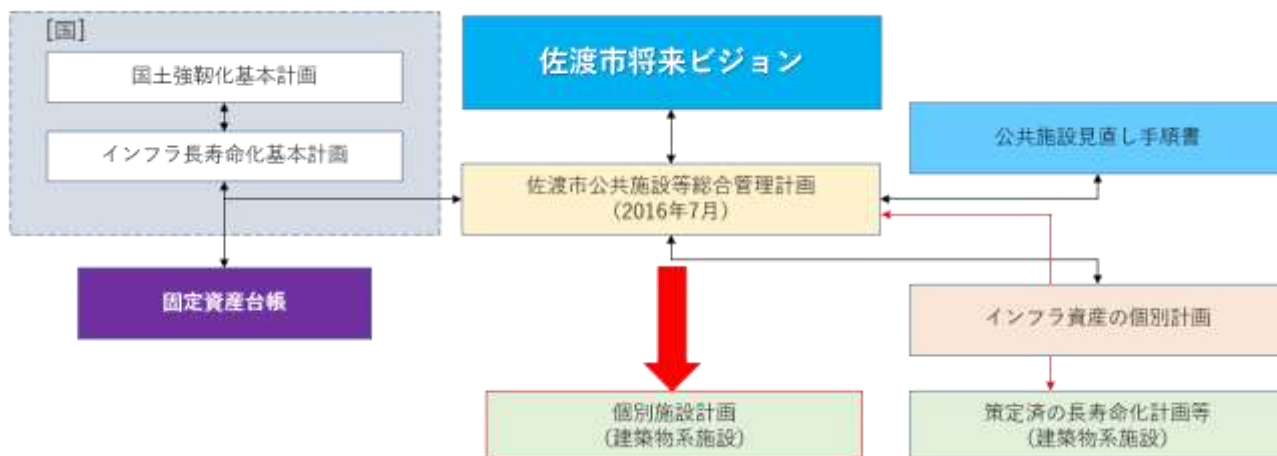 [国]
国土強靭化基本計画
インフラ長寿命化基本計画
固定資産台帳
佐渡市将来ビジョン
佐渡市公共施設等総合管理計画
（2016年7月）
公共施設見直し手順書
インフラ資産の個別計画
個別施設計画
（建築物系施設）
策定済の長寿命化計画等
（建築物系施設）